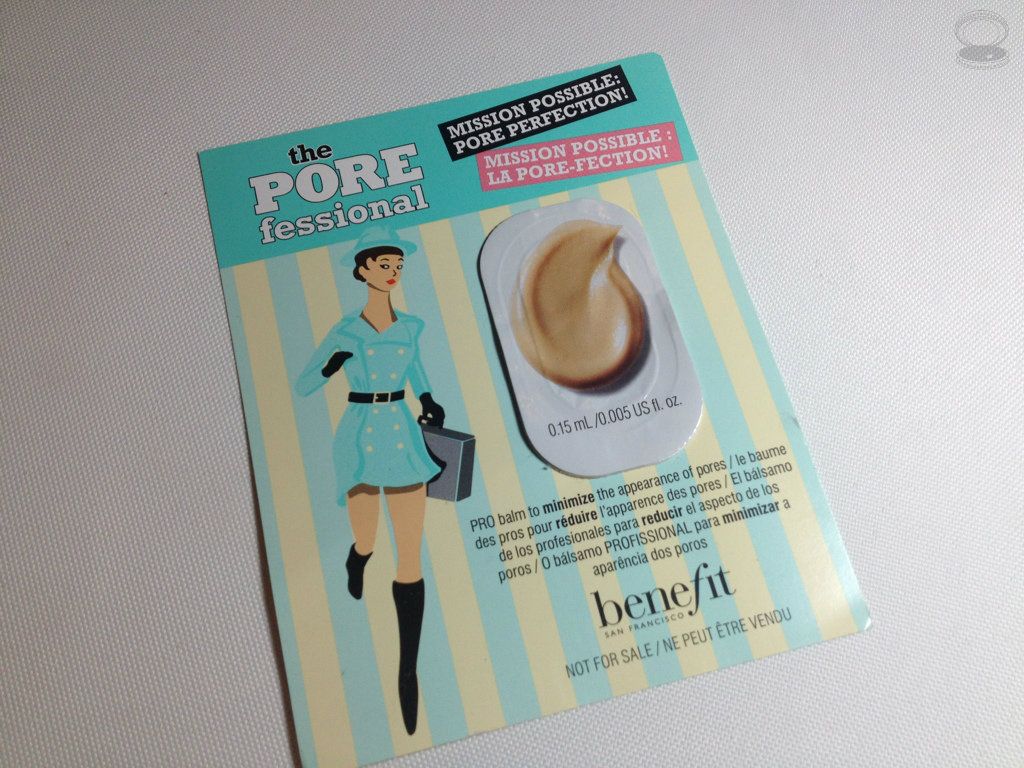 the
PORE
fessional
MISSION POSSIBLE:
PORE PERFECTION!
MISSION POSSIBLE :
LA PORE-FECTION!
0.15 mL /0.005 US fl. oz.
PRO balm to minimize the appearance of pores / le baume
des pros pour réduire l'apparence des pores / El bálsamo
de los profesionales para reducir el aspecto de los
poros / O bálsamo PROFISSIONAL para minimizar a
aparência dos poros
benefit
SAN FRANCISCO
NOT FOR SALE / NE PEUT ÊTRE VENDU